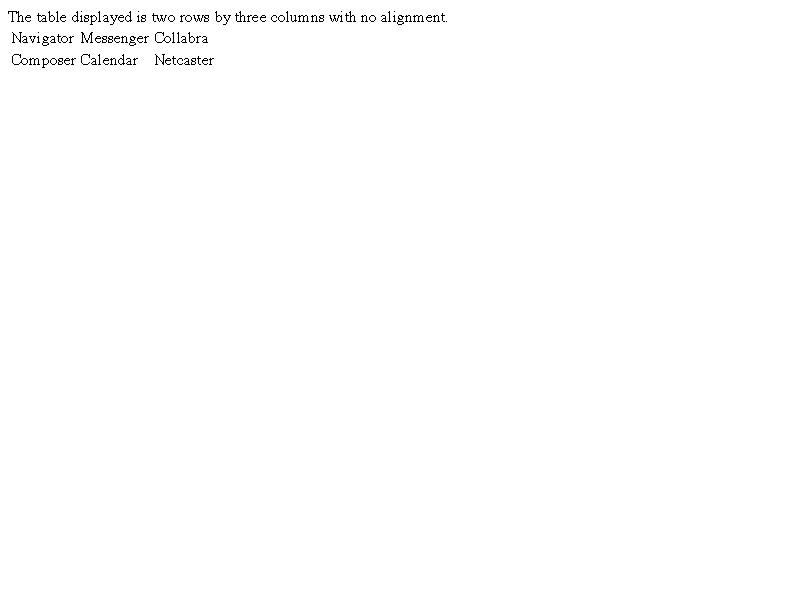 The table displayed is two rows by three columns with no alignment.
Navigator Messenger Collabra
Composer Calendar Netcaster